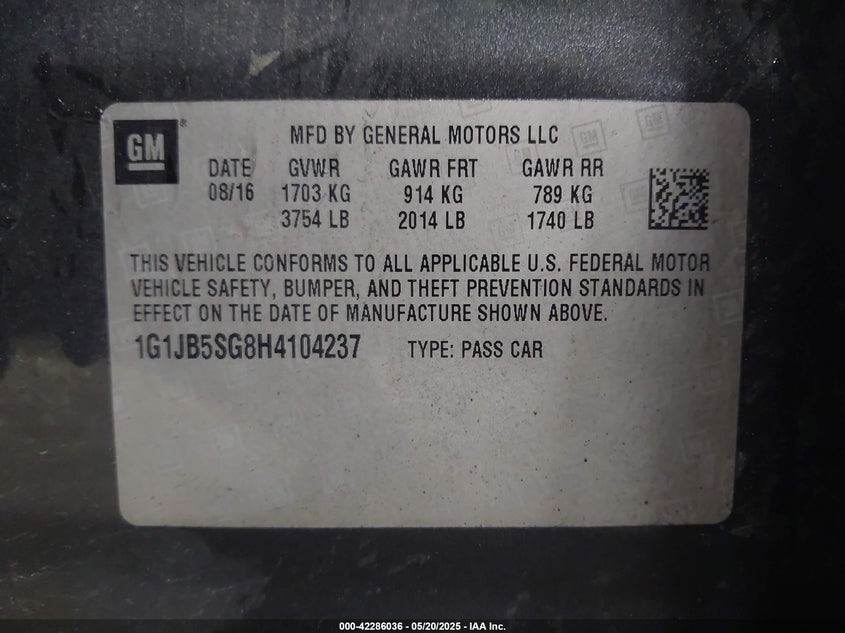 GM ®
MFD BY GENERAL MOTORS LLC
DATE GVWR GAWR FRT GAWR RR
08/16 1703 KG 914 KG 789 KG
3754 LB 2014 LB 1740 LB
THIS VEHICLE CONFORMS TO ALL APPLICABLE U.S. FEDERAL MOTOR
VEHICLE SAFETY, BUMPER, AND THEFT PREVENTION STANDARDS IN
EFFECT ON THE DATE OF MANUFACTURE SHOWN ABOVE.
1G1JB5SG8H4104237 TYPE: PASS CAR
000-42286036 - 05/20/2025 - IAA Inc.